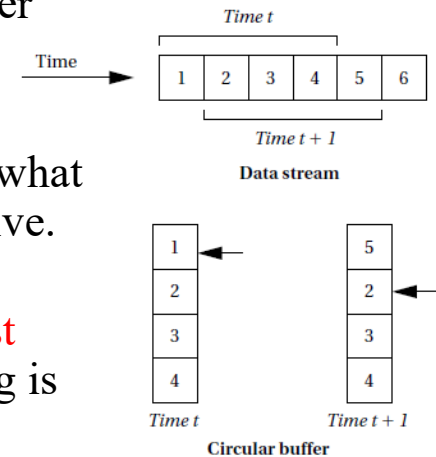 er
Time t
Time
1 2 3 4 5 6
Time t + 1
what
Data stream
ve.
1 5
2 2
st
3 3
g is
4 4
Time t Time t + 1
Circular buffer